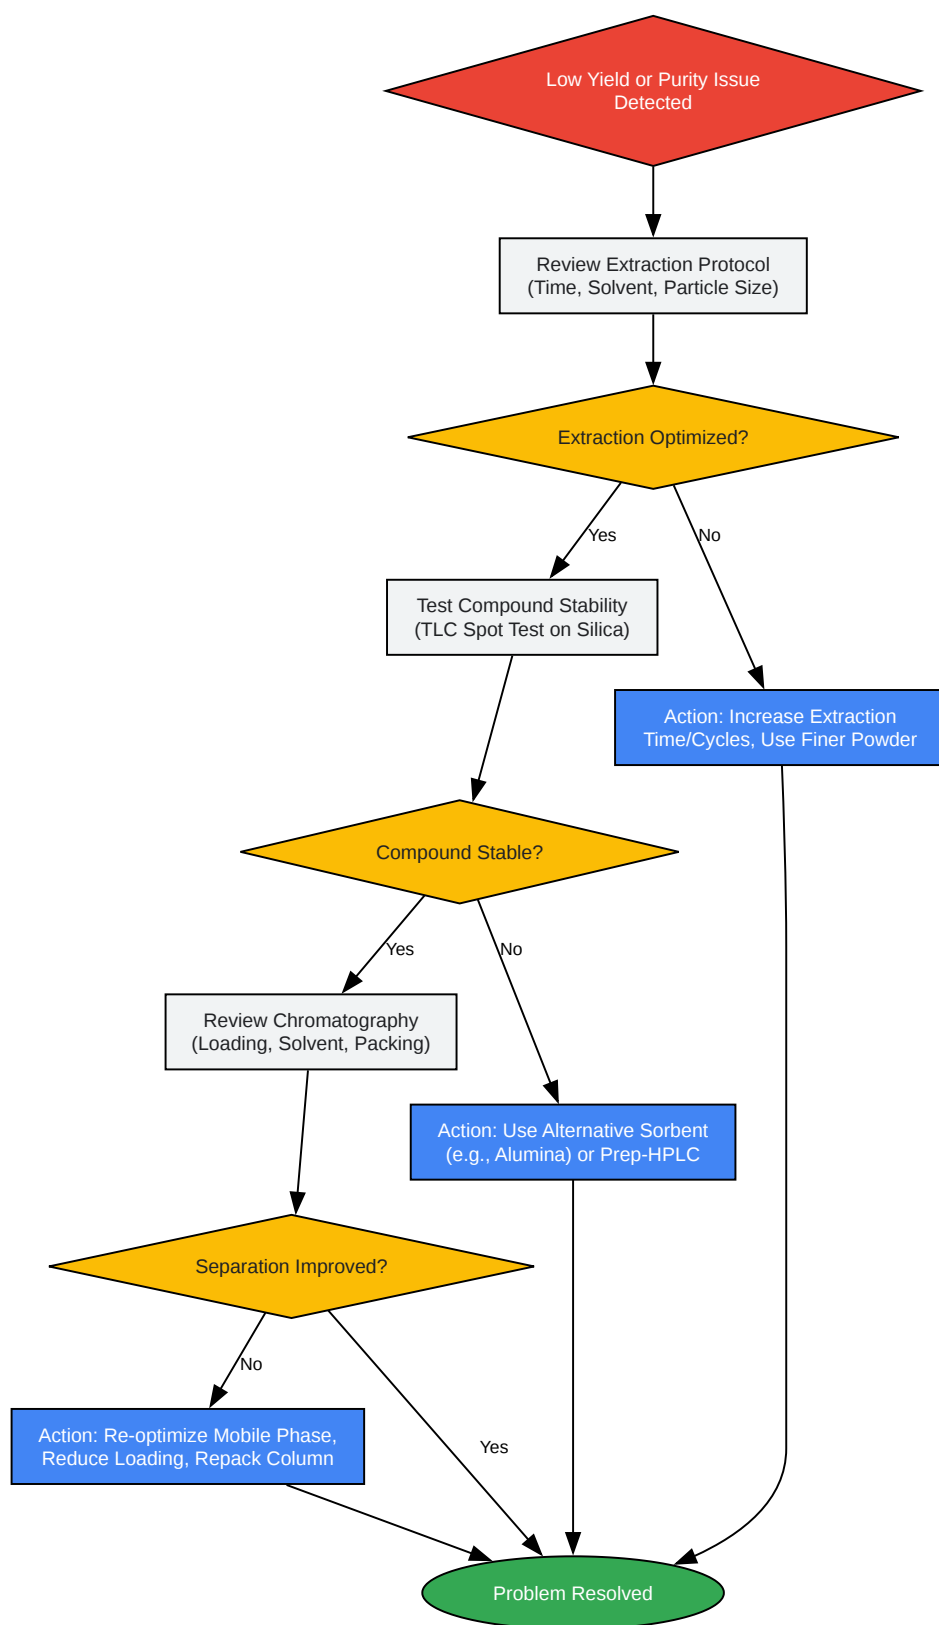 Low Yield or Purity Issue
Detected
Review Extraction Protocol
(Time, Solvent, Particle Size)
Extraction Optimized?
Yes
No
Test Compound Stability
(TLC Spot Test on Silica)
Action: Increase Extraction
Time/Cycles, Use Finer Powder
Compound Stable?
Yes
No
Review Chromatography
(Loading, Solvent, Packing)
Action: Use Alternative Sorbent
(e.g., Alumina) or Prep-HPLC
Separation Improved?
No
Action: Re-optimize Mobile Phase,
Reduce Loading, Repack Column
Yes
Problem Resolved